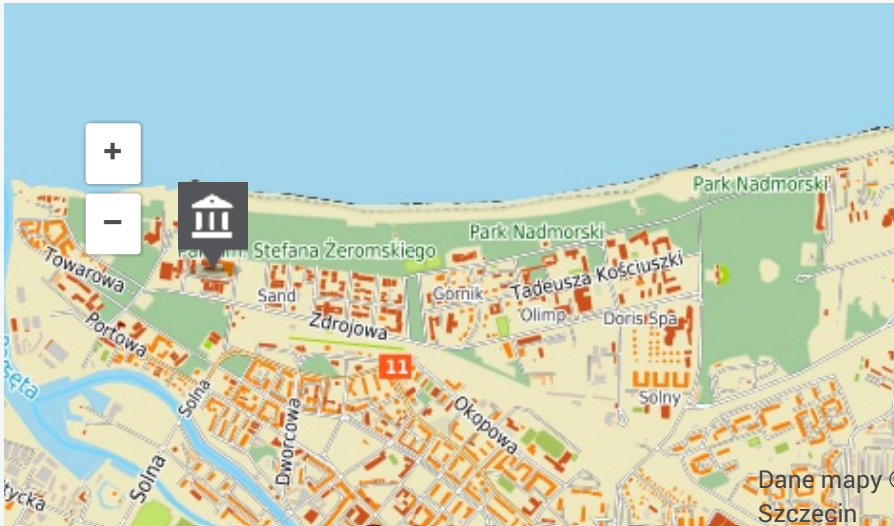 +
−
Park Nadmorski
Park Nadmorski
Stefana Żeromskiego
Towarowa
Sand
Górnik
Tadeusza Kościuszki
Zdrojowa
Olimp
Doris Spa
Portowa
11
Solna
Solny
Dworcowa
Okopowa
Solna
Dane mapy ©
Szczecin